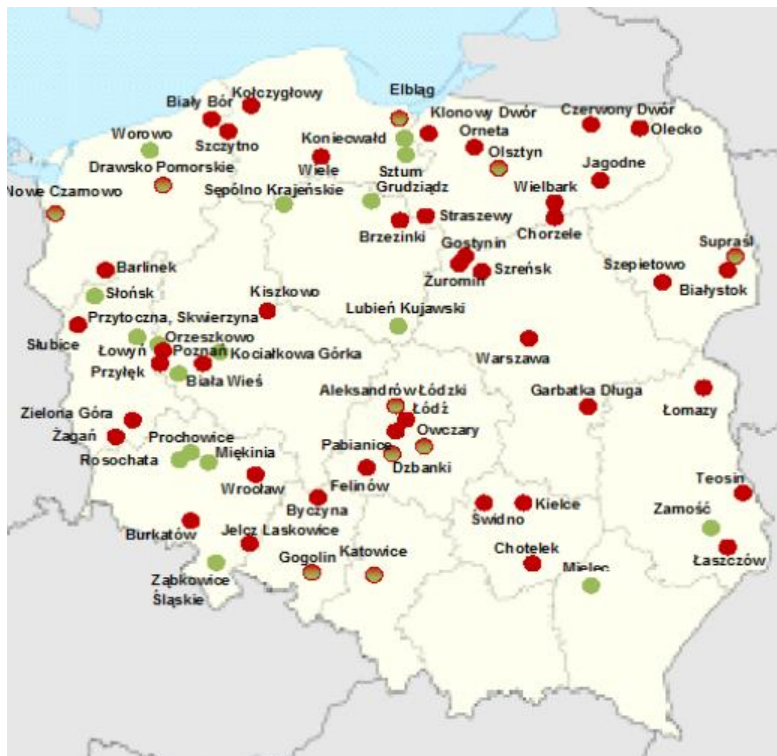 Elbląg
Kołczygłowy
Biały Bór
Klonowy Dwór
Czerwony Dwór
Olecko
Worowo
Szczytno
Koniecwałd
Orneta
Olsztyn
Drawsko Pomorskie
Wiele
Sztum
Jagodne
Nowe Czarnowo
Sępólno Krajeńskie
Grudziądz
Wielbark
Brzezinki
Straszewy
Chorzele
Gostynin
Supraśl
Barlinek
Żuromin
Szreńsk
Szepietowo
Białystok
Słońsk
Kiszkowo
Lubień Kujawski
Przytoczna, Skwierzyna
Słubice
Orzeszkowo
Łowyń
Poznań
Kociałkowa Górka
Warszawa
Przyłęk
Biała Wieś
Aleksandrów Łódzki
Garbatka Długa
Łomazy
Zielona Góra
Łódź
Żagań
Prochowice
Pabianice
Owczary
Rosochata
Miękinia
Dzbanki
Wrocław
Felinów
Teosin
Byczyna
Świdno
Kielce
Zamość
Burkatów
Jelcz Laskowice
Gogolin
Katowice
Chotelek
Mielec
Łaszczów
Ząbkowice
Śląskie